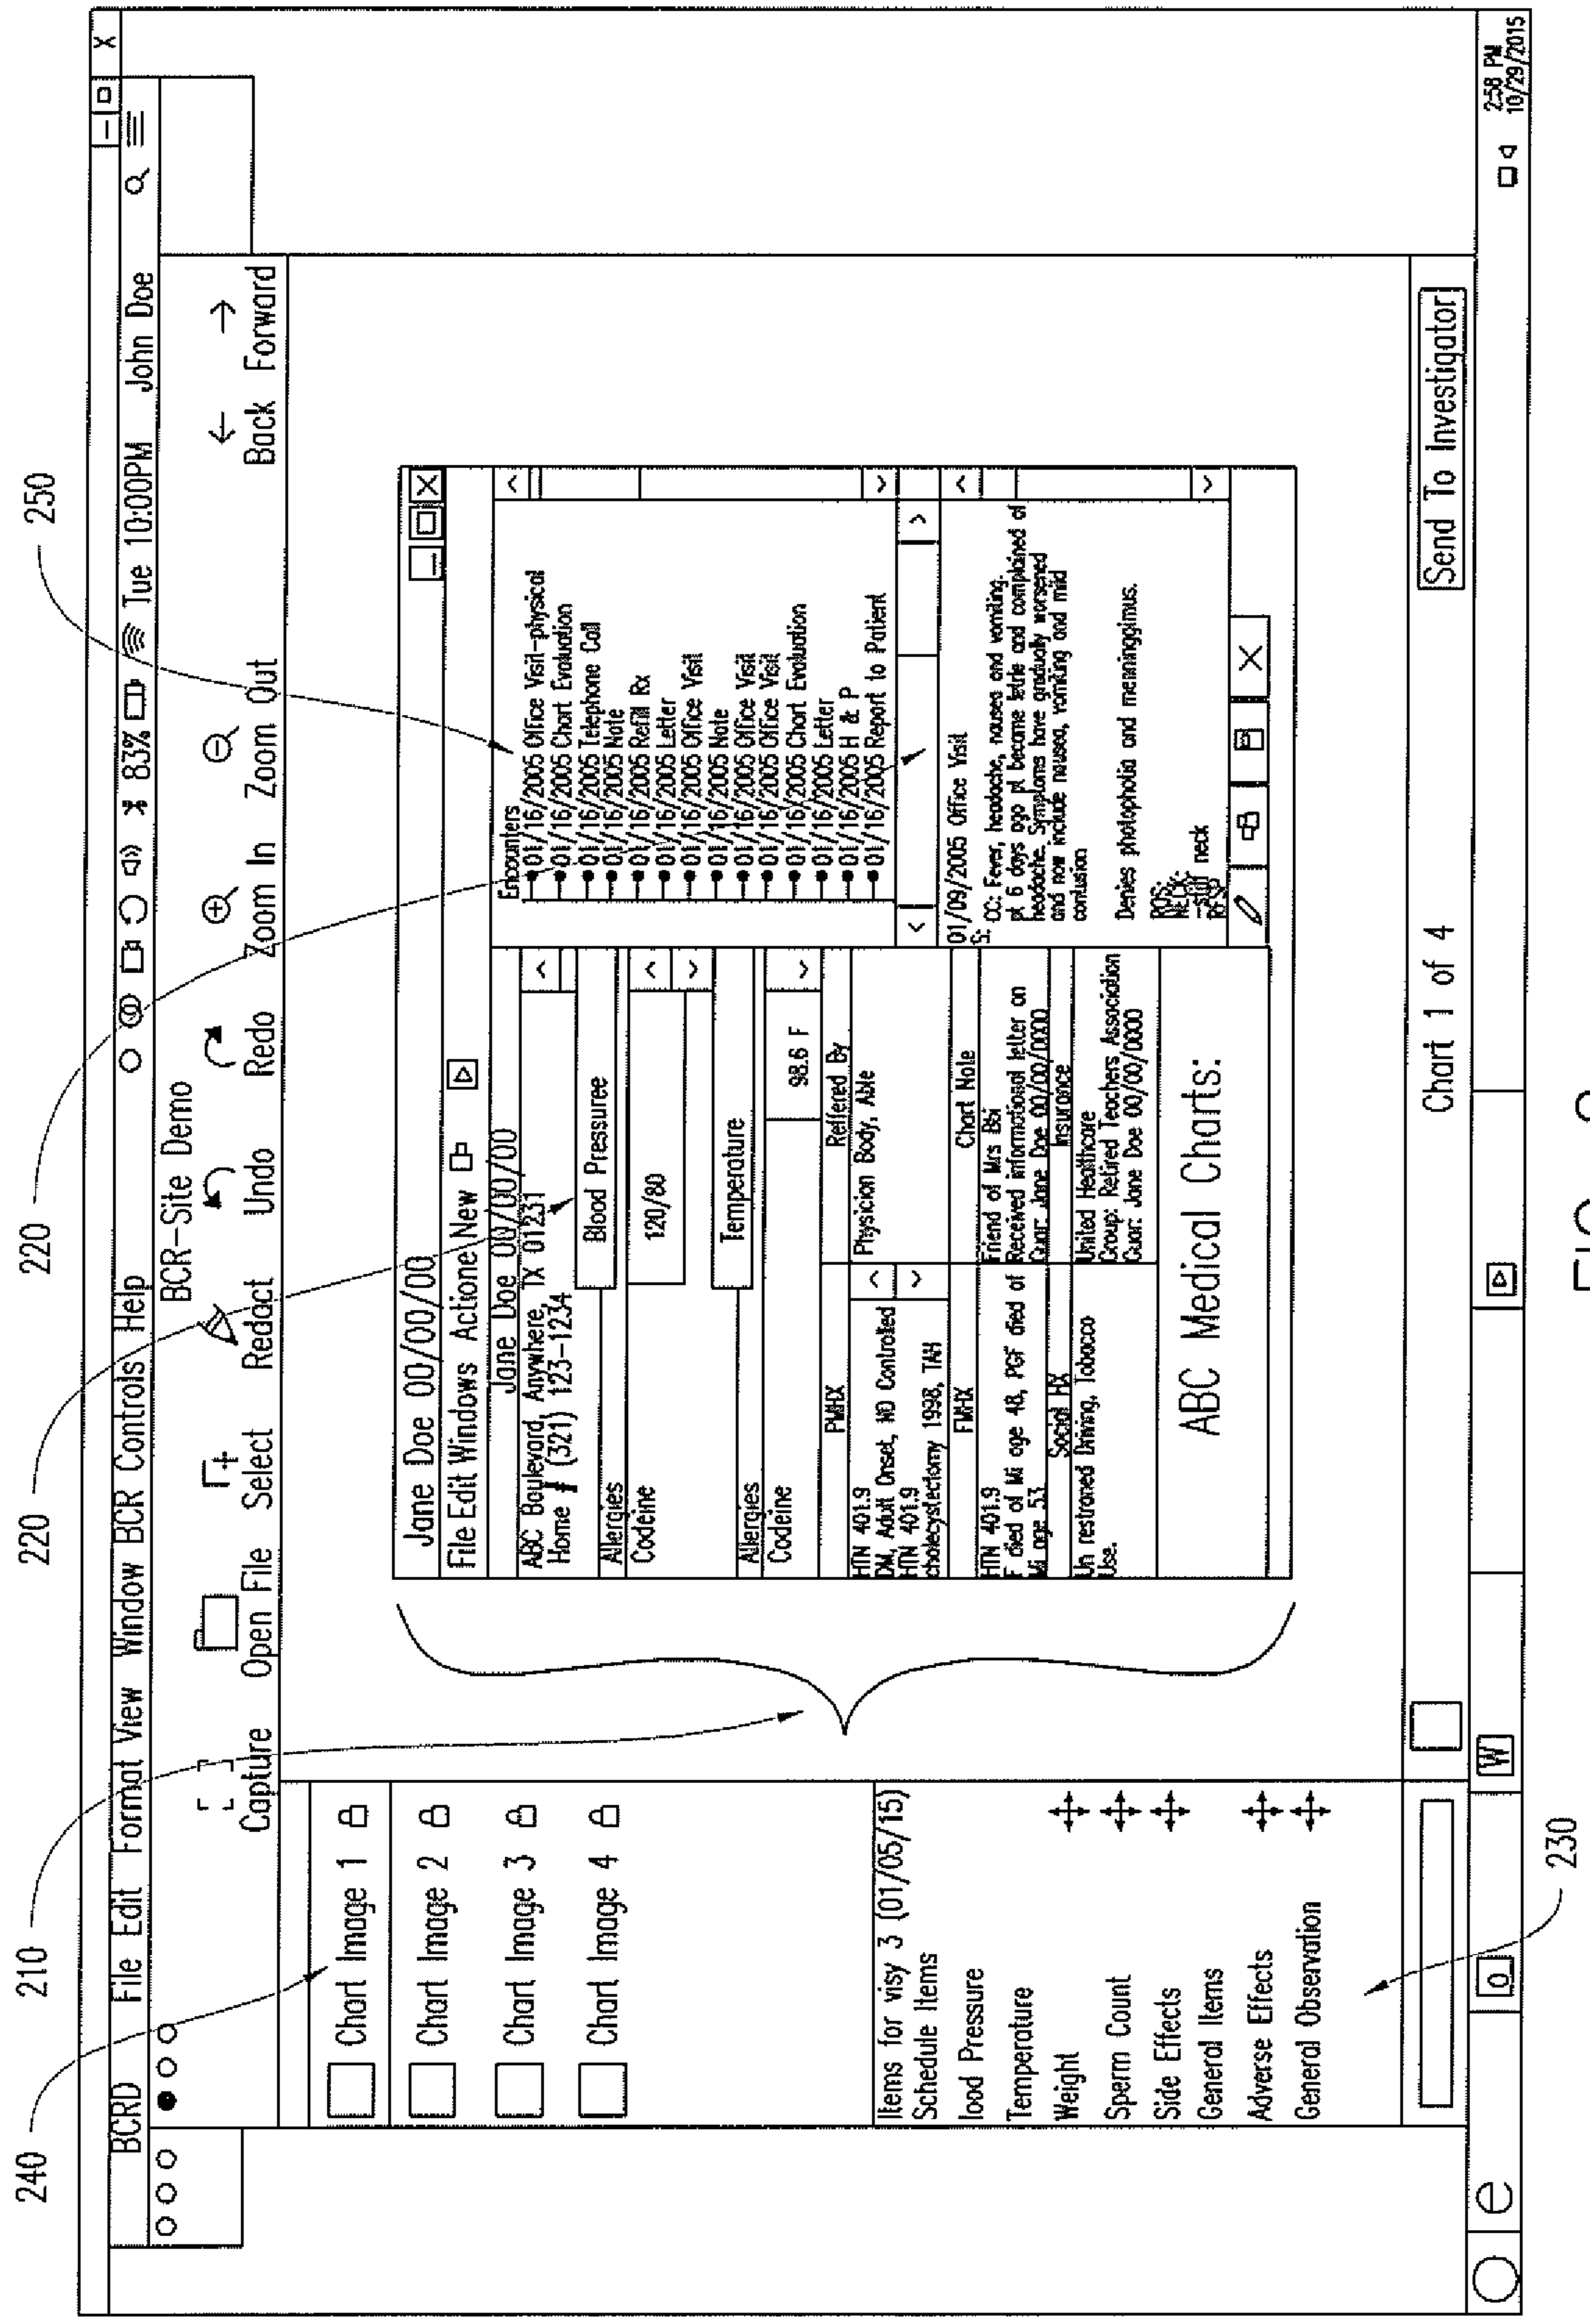 240
210
220
220
250
BCRD File Edit Format View Window BCR Controls Help
83% Tue 10:00PM John Doe
BCR-Site Demo
Capture
Open File
Select
Redact
Undo
Redo
Zoom In
Zoom Out
Back
Forward
Chart Image 1
Chart Image 2
Chart Image 3
Chart Image 4
Items for visy 3 (01/05/15)
Schedule Items
lood Pressure
Temperature
Weight
Sperm Count
Side Effects
General Items
Adverse Effects
General Observation
230
Jane Doe 00/00/00
File Edit Windows Actione New
Jane Doe 00/00/00
ABC Boulevard, Anywhere, TX 01231
Home # (321) 123-1234
Blood Pressuree
Allergies
Codeine
120/80
Temperature
Allergies
Codeine
98.6 F
PMHX
HTN 401.9
DM, Adult Onset, NO Controlled
HTN 401.9
cholecystectomy 1998, TAH
Reffered By
Physicion Body, Able
FMHX
HTN 401.9
F died of MI age 48, PGF died of
Mi age 53
Chart Note
Friend of Mrs Bbi
Received informational letter on
Guar: Jane Doe 00/00/0000
Social HX
Un restroned Driving, Tobacco
Use.
Insurance
United Healthcare
Group: Retired Teachers Association
Guar: Jane Doe 00/00/0000
ABC Medical Charts:
Encounters
01/16/2005 Office Visit-physical
01/16/2005 Chart Evaluation
01/16/2005 Telephone Call
01/16/2005 Note
01/16/2005 Refill Rx
01/16/2005 Letter
01/16/2005 Office Visit
01/16/2005 Note
01/16/2005 Office Visit
01/16/2005 Office Visit
01/16/2005 Chart Evaluation
01/16/2005 Letter
01/16/2005 H & P
01/16/2005 Report to Patient
01/09/2005 Office Visit
S:
CC: Fever, headache, nausea and vomiting.
pt 6 days ago pt became and complained of
headache. Symptoms have gradually worsened
and now include nausea, vomiting and mild
contusion
Denies photopholia and menninggimus.
ROS:
NECK:
-stiff neck
RESP
Chart 1 of 4
Send To Investigator
e
o
W
2:58 PM
10/29/2015